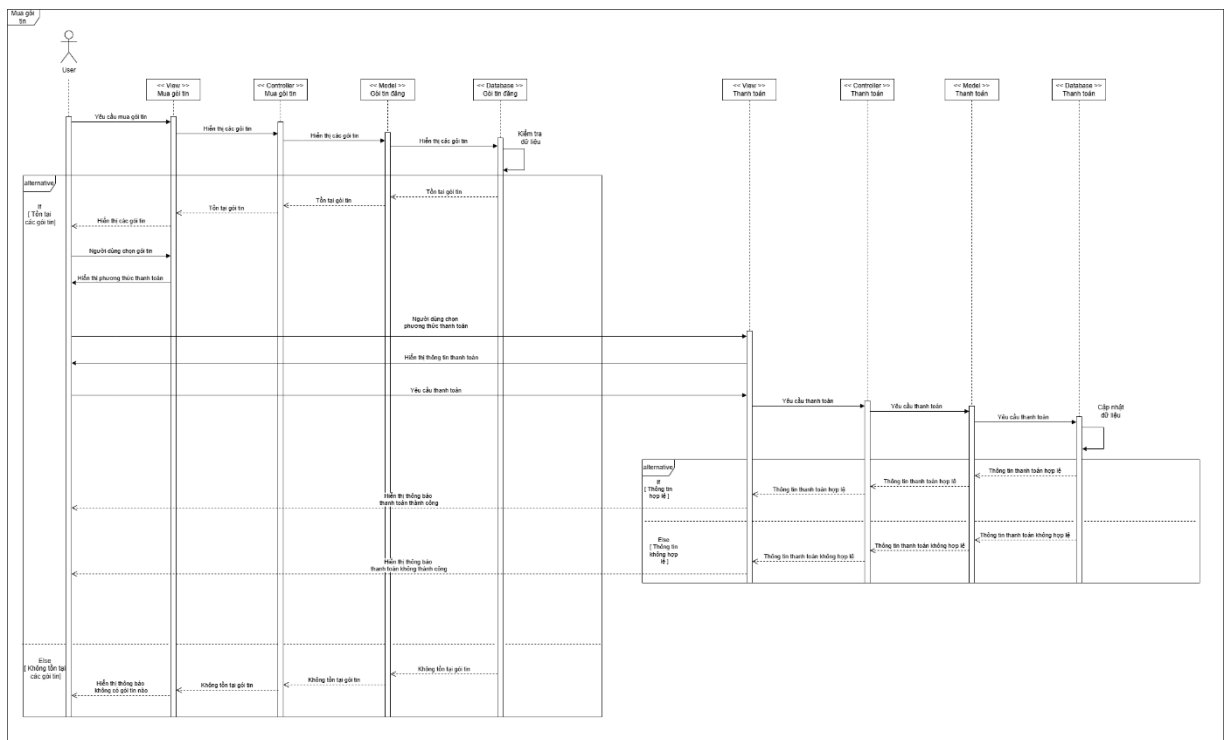 Mua gói
tin
User
<< View >>
Mua gói tin
<< Controller >>
Mua gói tin
<< Medel >>
Gói tin đăng
<< Database >>
Gói tin đăng
<< View >>
Thanh toán
<< Controller >>
Thanh toán
<< Medel >>
Thanh toán
<< Database >>
Thanh toán
Yêu cầu mua gói tin
Hiển thị các gói tin
Hiển thị các gói tin
Hiển thị các gói tin
Kiểm tra
dữ liệu
alternative
If
[ Tồn tại
các gói tin]
Tồn tại gói tin
Tồn tại gói tin
Tồn tại gói tin
Hiển thị các gói tin
Người dùng chọn gói tin
Hiển thị phương thức thanh toán
Người dùng chọn
phương thức thanh toán
Hiển thị thông tin thanh toán
Yêu cầu thanh toán
Yêu cầu thanh toán
Yêu cầu thanh toán
Yêu cầu thanh toán
Cập nhật
dữ liệu
alternative
If
[ Thông tin
hợp lệ ]
Thông tin thanh toán hợp lệ
Thông tin thanh toán hợp lệ
Thông tin thanh toán hợp lệ
Hiển thị thông báo
thanh toán thành công
Else
[ Thông tin
không hợp
lệ ]
Thông tin thanh toán không hợp lệ
Thông tin thanh toán không hợp lệ
Thông tin thanh toán không hợp lệ
Hiển thị thông báo
thanh toán không thành công
Else
[ Không tồn tại
các gói tin]
Không tồn tại gói tin
Không tồn tại gói tin
Không tồn tại gói tin
Hiển thị thông báo
không có gói tin nào